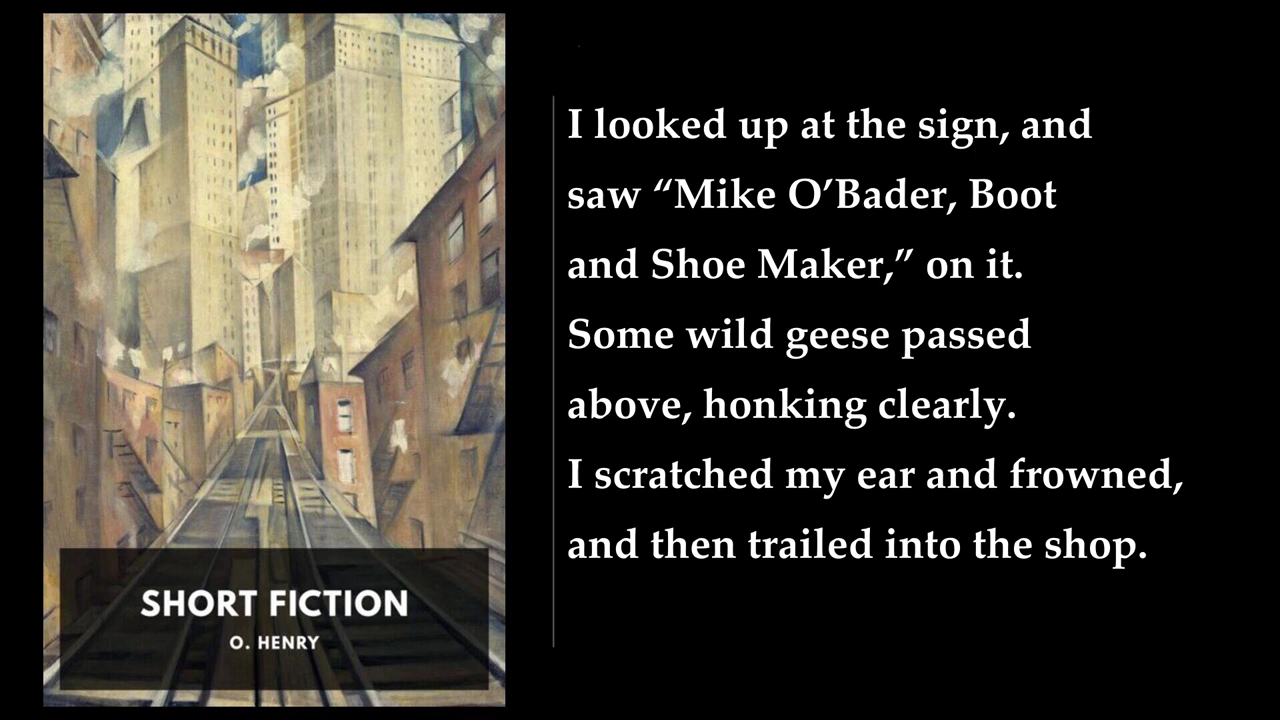 SHORT FICTION
O. HENRY
I looked up at the sign, and
saw “Mike O’Bader, Boot
and Shoe Maker,” on it.
Some wild geese passed
above, honking clearly.
I scratched my ear and frowned,
and then trailed into the shop.